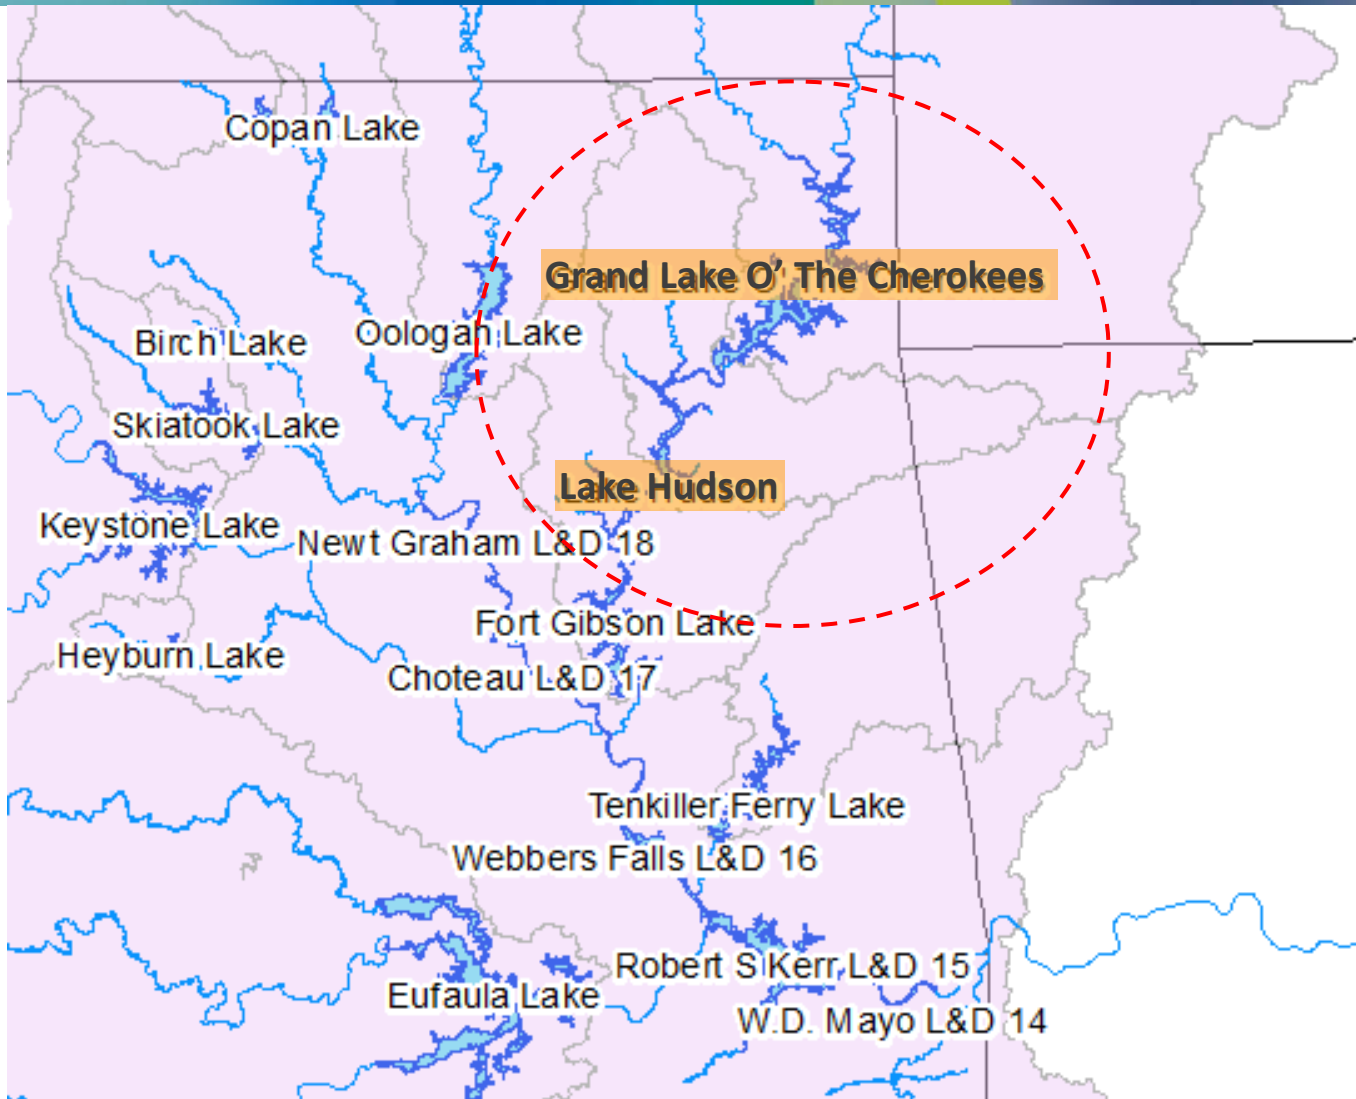 Copan Lake
Grand Lake O’ The Cherokees
Oologah Lake
Birch Lake
Skiatook Lake
Lake Hudson
Keystone Lake
Newt Graham L&D 18
Fort Gibson Lake
Heyburn Lake
Choteau L&D 17
Tenkiller Ferry Lake
Webbers Falls L&D 16
Robert S Kerr L&D 15
Eufaula Lake
W.D. Mayo L&D 14